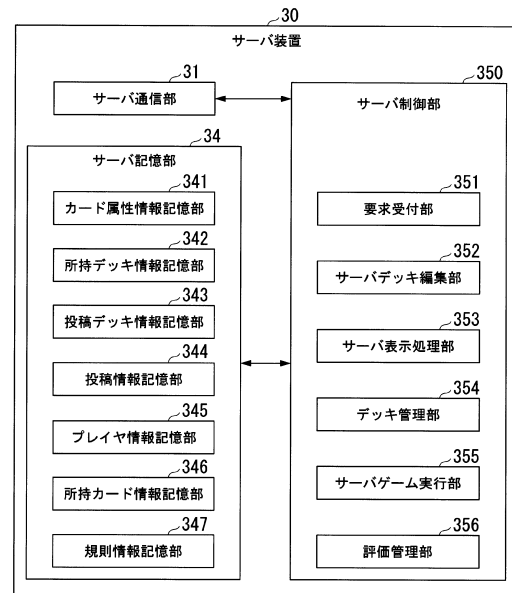 30
サーバ装置
31
サーバ通信部
34
サーバ記憶部
341
カード属性情報記憶部
342
所持デッキ情報記憶部
343
投稿デッキ情報記憶部
344
投稿情報記憶部
345
プレイヤ情報記憶部
346
所持カード情報記憶部
347
規則情報記憶部
350
サーバ制御部
351
要求受付部
352
サーバデッキ編集部
353
サーバ表示処理部
354
デッキ管理部
355
サーバゲーム実行部
356
評価管理部